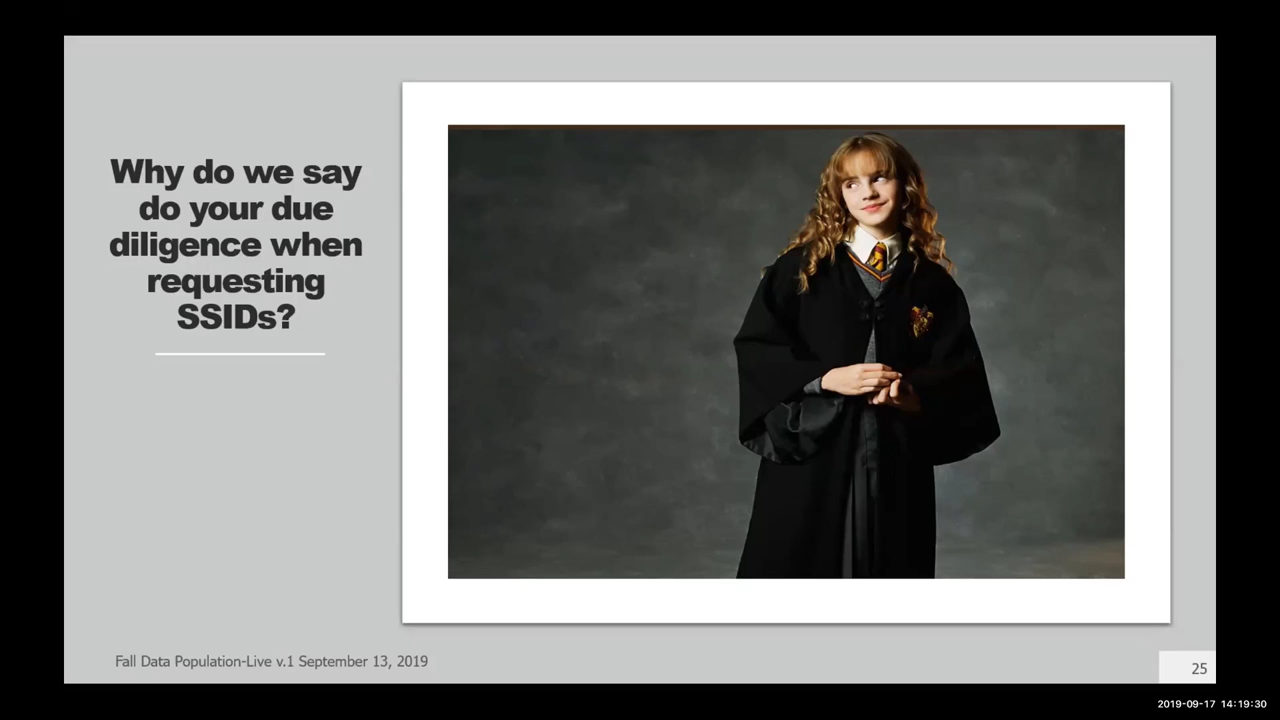 Why do we say
do your due
diligence when
requesting
SSIDs?
Fall Data Population-Live v.1 September 13, 2019
25
2019-09-17 14:19:30